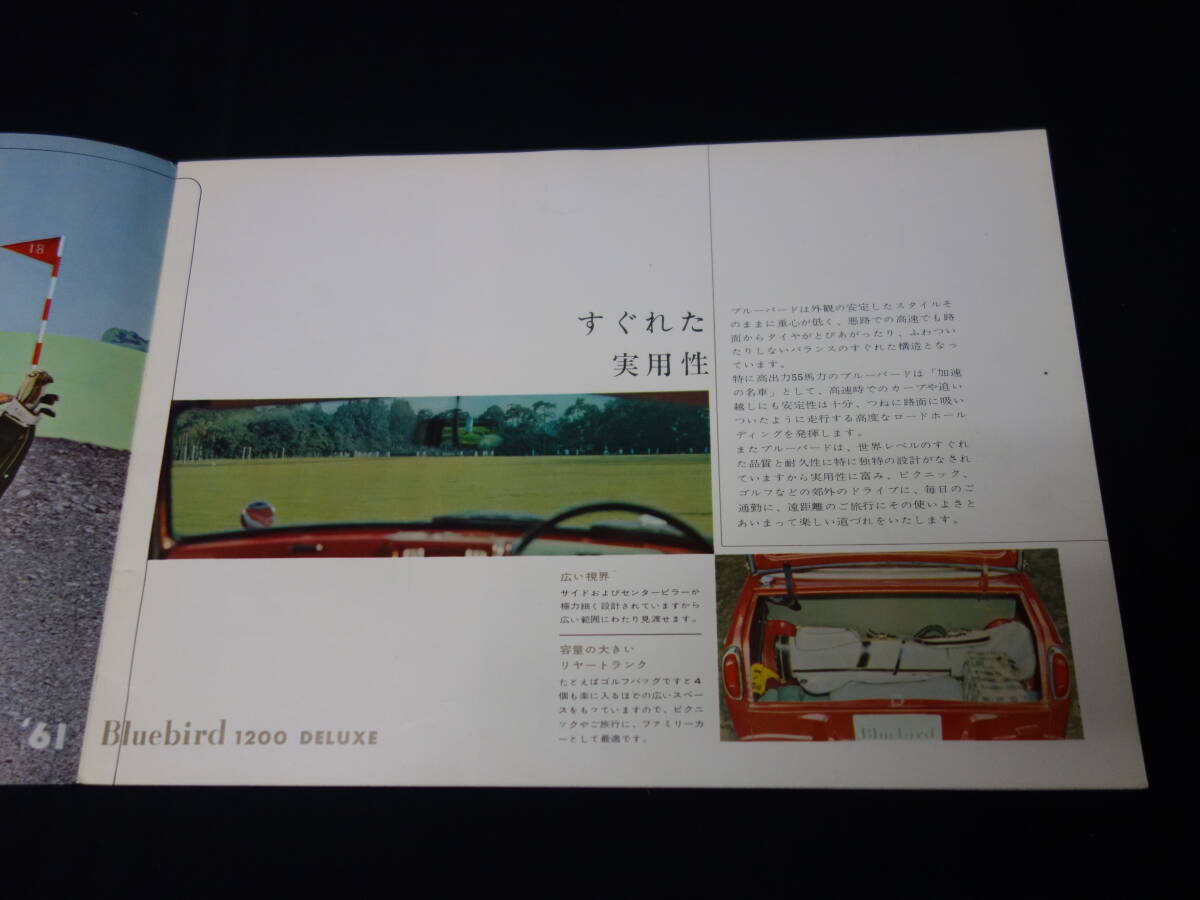 18
すぐれた
実用性
ブルーバードは外観の安定したスタイルそ
のままに重心が低く、悪路での高速でも路
面からタイヤがとびあがったり、ふわつい
たりしないバランスのすぐれた構造となっ
ています。
特に高出力55馬力のブルーバードは「加速
の名車」として、高速時でのカーブや追い
越しにも安定性は十分、つねに路面に吸い
ついたように走行する高度なロードホール
ディングを発揮します。
またブルーバードは、世界レベルのすぐれ
た品質と耐久性に特に独特の設計がなされ
ていますから実用性に富み、ピクニック、
ゴルフなどの郊外のドライブに、毎日のご
通勤に、遠距離のご旅行にその使いよさと
あいまって楽しい道づれをいたします。
広い視界
サイドおよびセンターピラーが
極力細く設計されていますから
広い範囲にわたり見渡せます。
容量の大きい
リヤートランク
たとえばゴルフバッグですと4
個も楽に入るほどの広いスペー
スをもっていますので、ピクニ
ックやご旅行に、ファミリーカ
ーとして最適です。
Bluebird
'61 Bluebird 1200 DELUXE